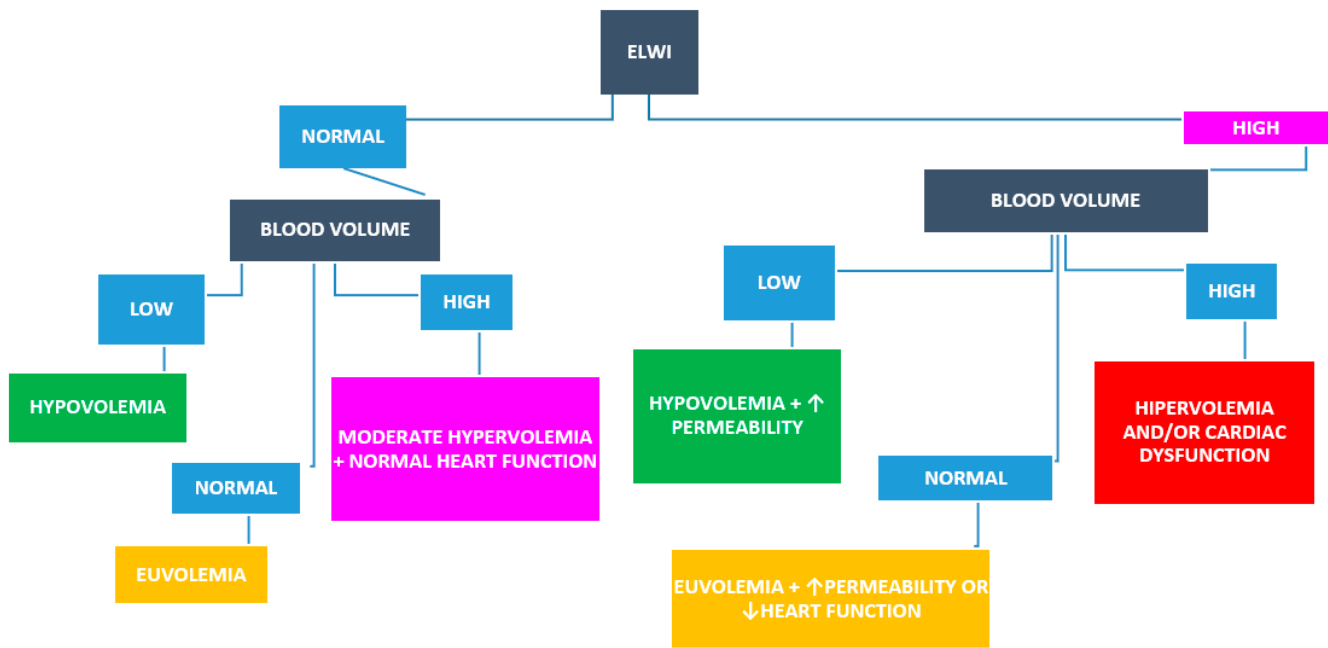 ELWI
NORMAL
HIGH
BLOOD VOLUME
BLOOD VOLUME
LOW
HIGH
LOW
HIGH
HYPOVOLEMIA
MODERATE HYPERVOLEMIA
+ NORMAL HEART FUNCTION
HYPOVOLEMIA + ↑
PERMEABILITY
HIPERVOLEMIA
AND/OR CARDIAC
DYSFUNCTION
NORMAL
NORMAL
EUVOLEMIA
EUVOLEMIA + ↑PERMEABILITY OR
↓HEART FUNCTION